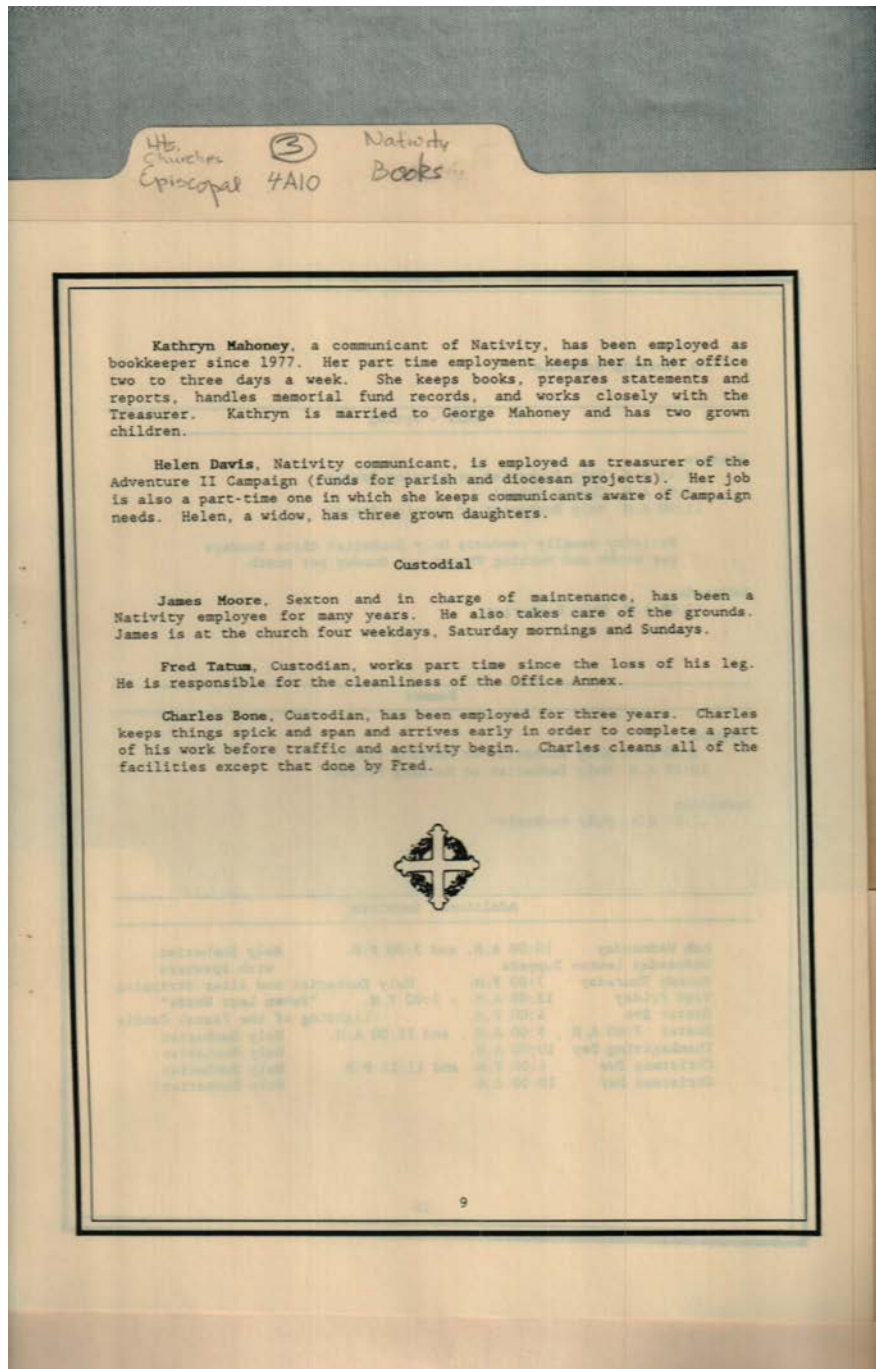 Hts. Churches Episcopal
③ 4A10
Nativity Books
Kathryn Mahoney, a communicant of Nativity, has been employed as
bookkeeper since 1977. Her part time employment keeps her in her office
two to three days a week. She keeps books, prepares statements and
reports, handles memorial fund records, and works closely with the
Treasurer. Kathryn is married to George Mahoney and has two grown
children.
Helen Davis, Nativity communicant, is employed as treasurer of the
Adventure II Campaign (funds for parish and diocesan projects). Her job
is also a part-time one in which she keeps communicants aware of Campaign
needs. Helen, a widow, has three grown daughters.
Custodial
James Moore, Sexton and in charge of maintenance, has been a
Nativity employee for many years. He also takes care of the grounds.
James is at the church four weekdays, Saturday mornings and Sundays.
Fred Tatum, Custodian, works part time since the loss of his leg.
He is responsible for the cleanliness of the Office Annex.
Charles Bone, Custodian, has been employed for three years. Charles
keeps things spick and span and arrives early in order to complete a part
of his work before traffic and activity begin. Charles cleans all of the
facilities except that done by Fred.
9